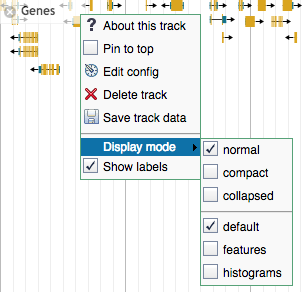 Genes
About this track
Pin to top
Edit config
Delete track
Save track data
Display mode
Show labels
normal
compact
collapsed
default
features
histograms